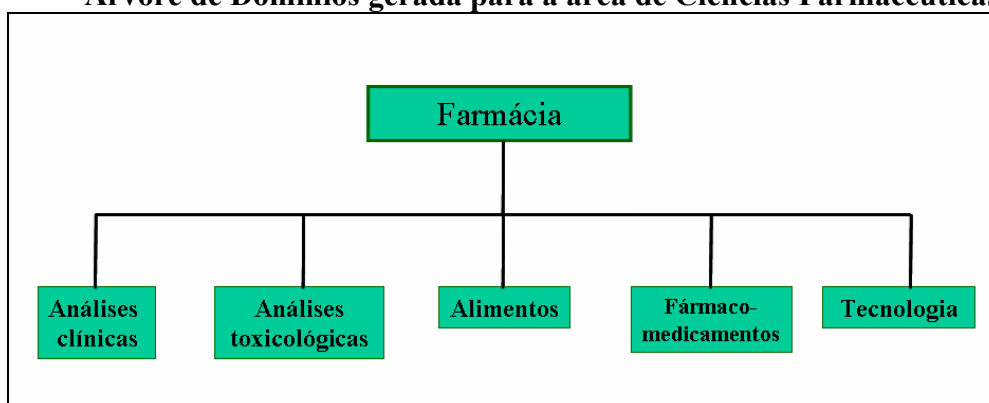 Árvore de Domínios gerada para a área de Ciências Farmacêuticas
Farmácia
Análises
clínicas
Análises
toxicológicas
Alimentos
Fármaco-
medicamentos
Tecnologia